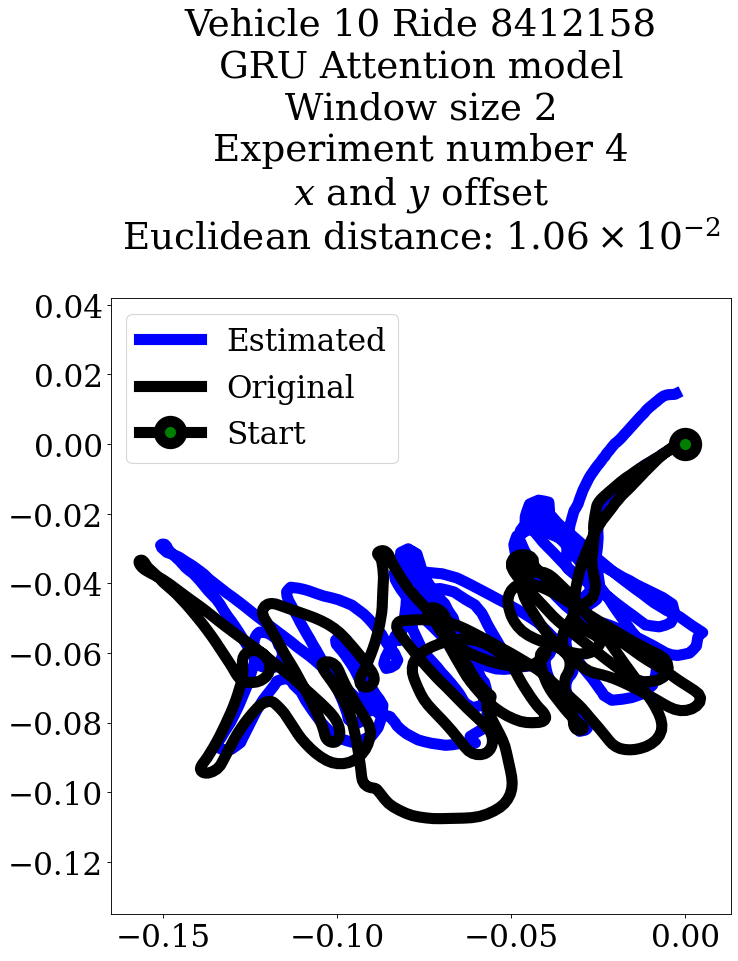 Vehicle 10 Ride 8412158
GRU Attention model
Window size 2
Experiment number 4
x and y offset
Euclidean distance: 1.06 × 10⁻²
Estimated
Original
Start
0.04
0.02
0.00
−0.02
−0.04
−0.06
−0.08
−0.10
−0.12
−0.15 −0.10 −0.05 0.00